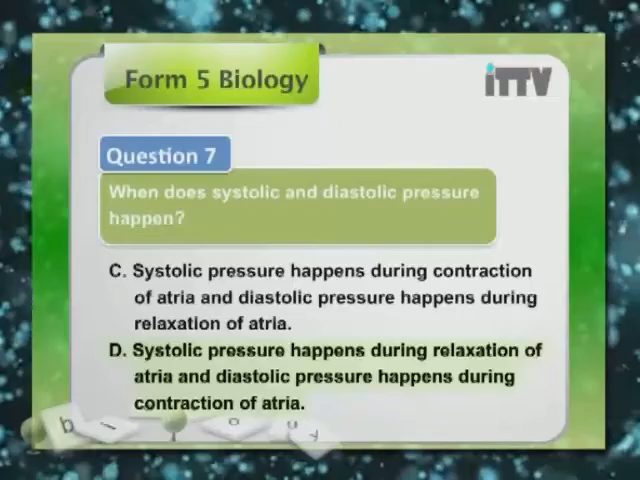 Form 5 Biology
iTTV
Question 7
When does systolic and diastolic pressure
happen?
C. Systolic pressure happens during contraction
of atria and diastolic pressure happens during
relaxation of atria.
D. Systolic pressure happens during relaxation of
atria and diastolic pressure happens during
contraction of atria.
b i o y